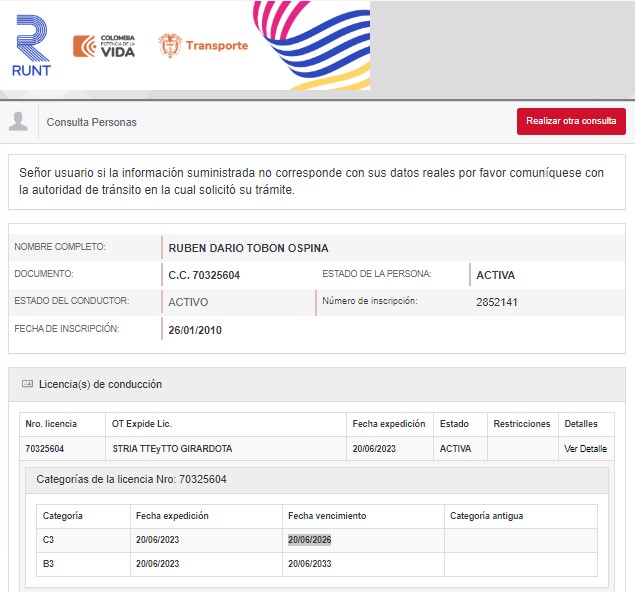 RUNT
COLOMBIA
POTENCIA DE LA
VIDA
Transporte
Consulta Personas
Realizar otra consulta
Señor usuario si la información suministrada no corresponde con sus datos reales por favor comuníquese con
la autoridad de tránsito en la cual solicitó su trámite.
NOMBRE COMPLETO: RUBEN DARIO TOBON OSPINA
DOCUMENTO: C.C. 70325604 ESTADO DE LA PERSONA: ACTIVA
ESTADO DEL CONDUCTOR: ACTIVO Número de inscripción: 2852141
FECHA DE INSCRIPCIÓN: 26/01/2010
Licencia(s) de conducción
Nro. licencia OT Expide Lic. Fecha expedición Estado Restricciones Detalles
70325604 STRIA TTEyTTO GIRARDOTA 20/06/2023 ACTIVA Ver Detalle
Categorías de la licencia Nro: 70325604
Categoría Fecha expedición Fecha vencimiento Categoría antigua
C3 20/06/2023 20/06/2026
B3 20/06/2023 20/06/2033